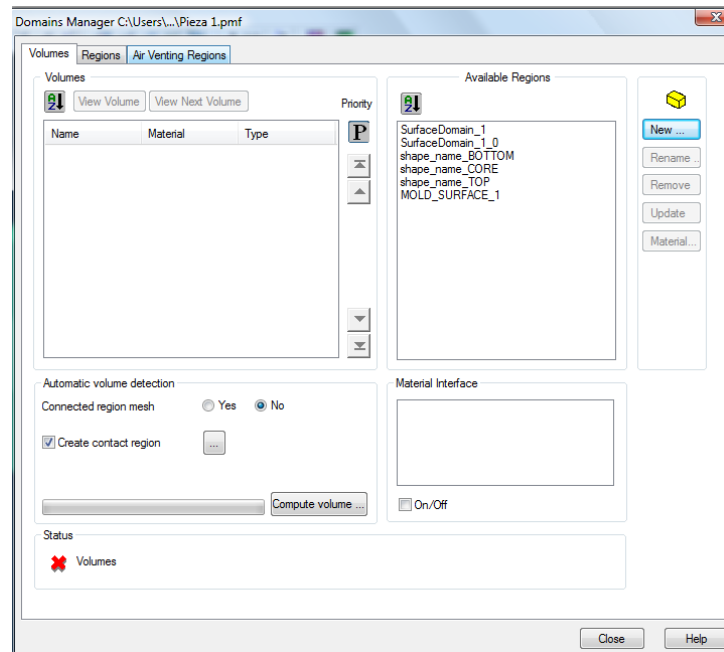 Domains Manager C:\Users\...\Pieza 1.pmf
Volumes Regions Air Venting Regions
Volumes
View Volume View Next Volume Priority
Name Material Type P
Available Regions
SurfaceDomain_1
SurfaceDomain_1_0
shape_name_BOTTOM
shape_name_CORE
shape_name_TOP
MOLD_SURFACE_1
New ...
Rename ..
Remove
Update
Material...
Automatic volume detection
Connected region mesh Yes No
Create contact region ...
Compute volume ...
Material Interface
On/Off
Status
Volumes
Close Help